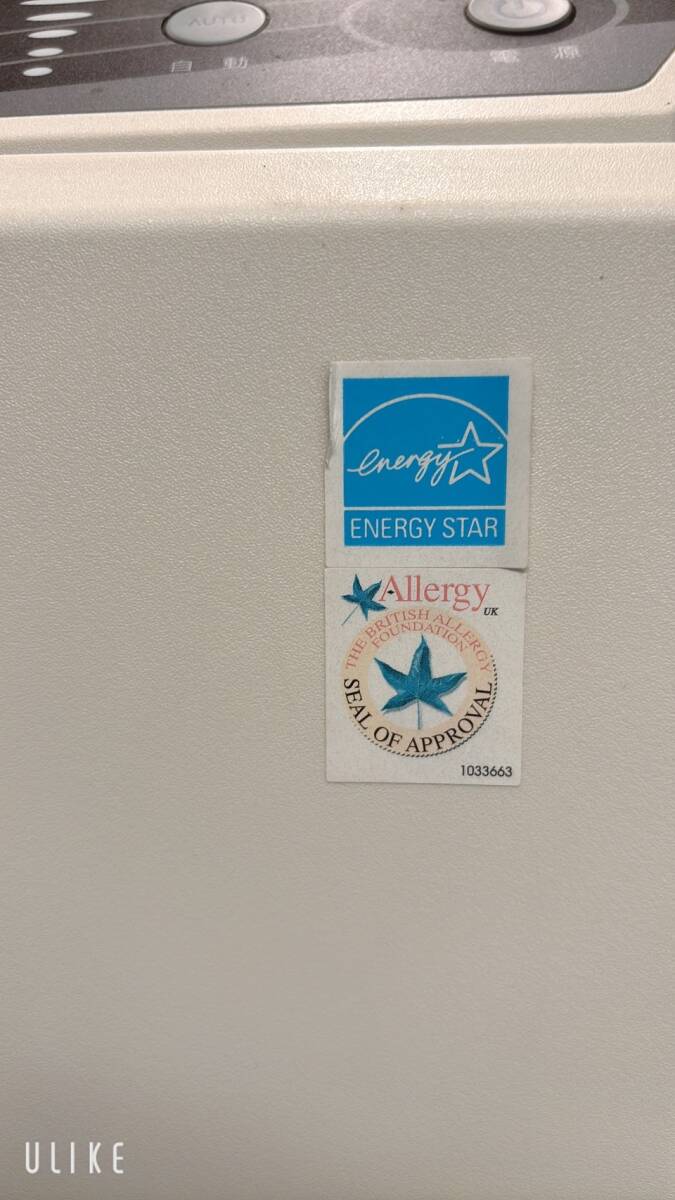 AUTO
自動
電源
energy
ENERGY STAR
Allergy
UK
THE BRITISH ALLERGY
FOUNDATION
SEAL OF APPROVAL
1033663
ULIKE